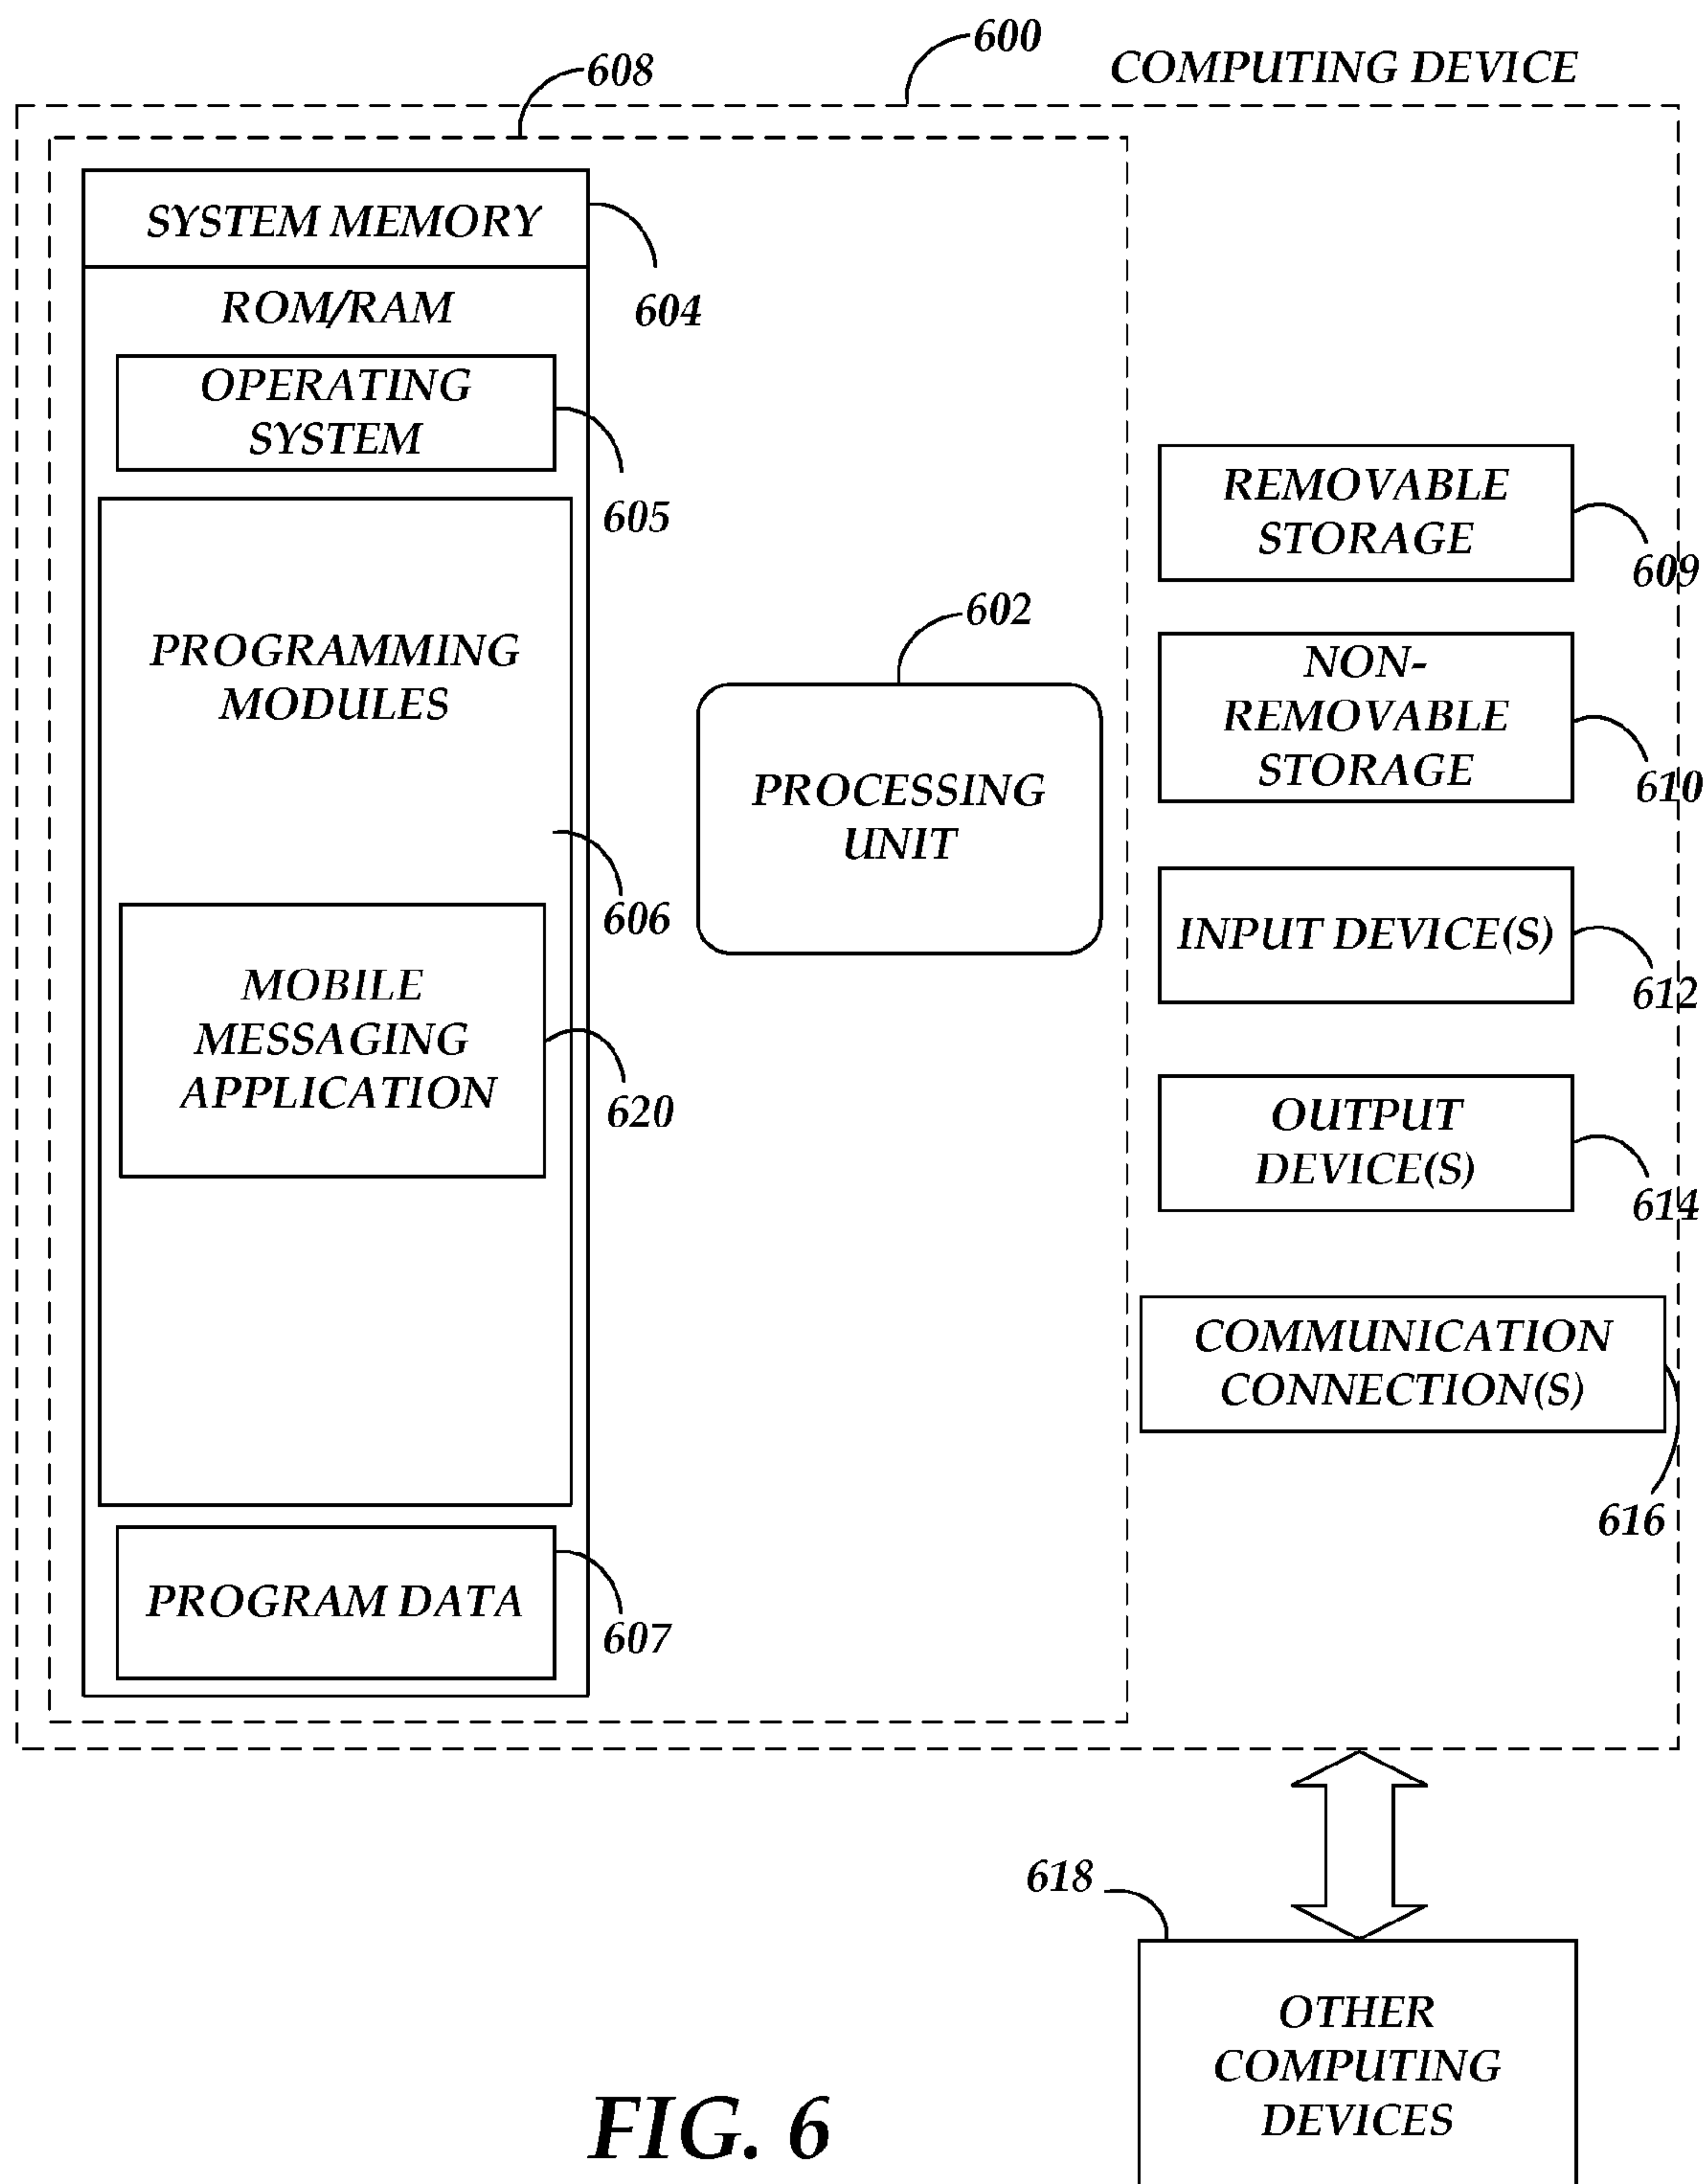 600
COMPUTING DEVICE
608
SYSTEM MEMORY
604
ROM/RAM
OPERATING
SYSTEM
605
PROGRAMMING
MODULES
606
MOBILE
MESSAGING
APPLICATION
620
PROGRAM DATA
607
602
PROCESSING
UNIT
REMOVABLE
STORAGE
609
NON-
REMOVABLE
STORAGE
610
INPUT DEVICE(S)
612
OUTPUT
DEVICE(S)
614
COMMUNICATION
CONNECTION(S)
616
618
OTHER
COMPUTING
DEVICES
FIG. 6